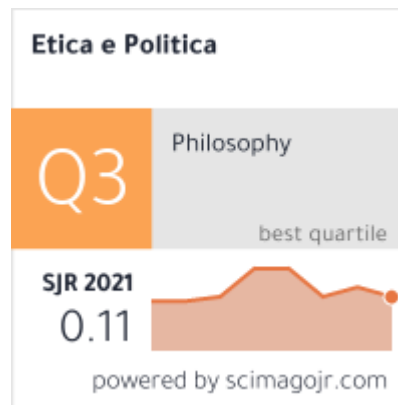 Etica e Politica
Q3
Philosophy
best quartile
SJR 2021
0.11
powered by scimagojr.com